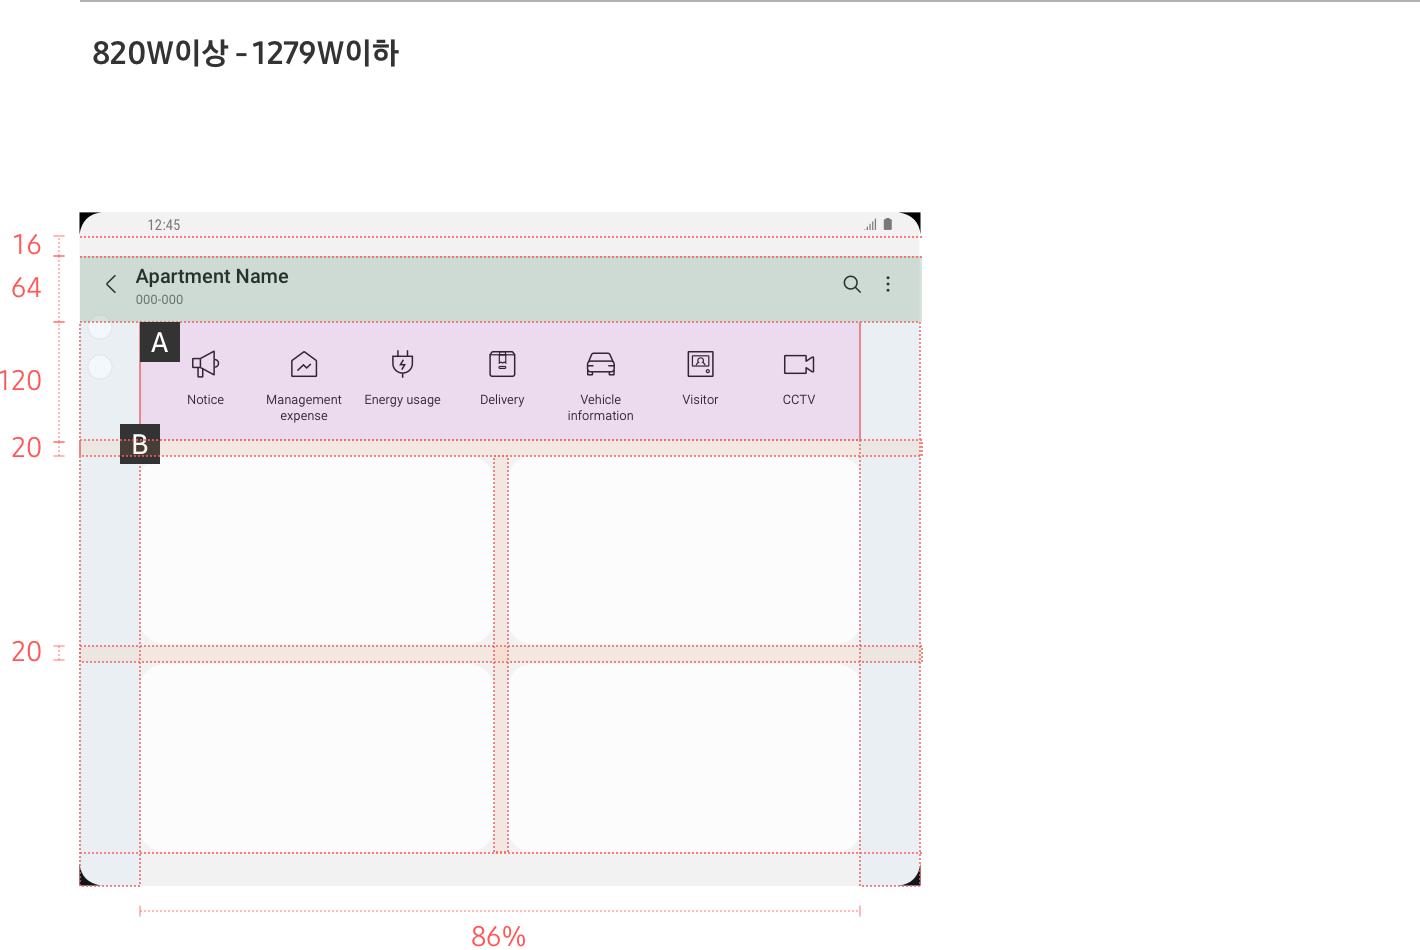 820W이상 - 1279W이하
12:45
16
64
Apartment Name
000-000
A
120
Notice
Management expense
Energy usage
Delivery
Vehicle information
Visitor
CCTV
20
B
20
86%